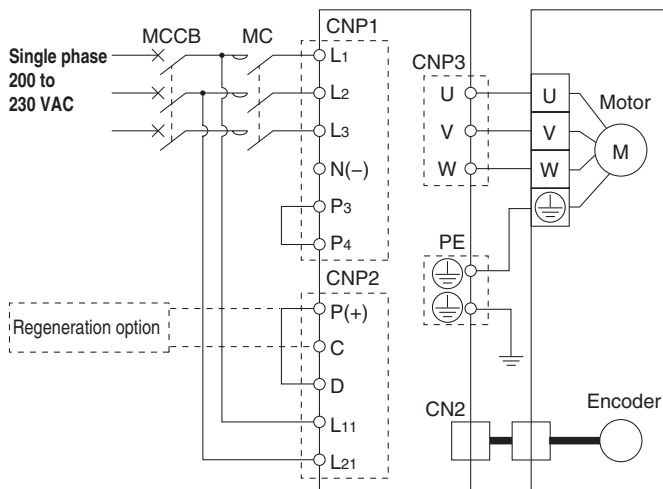 Single phase
200 to
230 VAC
MCCB
MC
CNP1
L1
L2
L3
N(−)
P3
P4
CNP2
P(+)
C
D
L11
L21
Regeneration option
CNP3
U
V
W
PE
CN2
U
V
W
Motor
M
Encoder